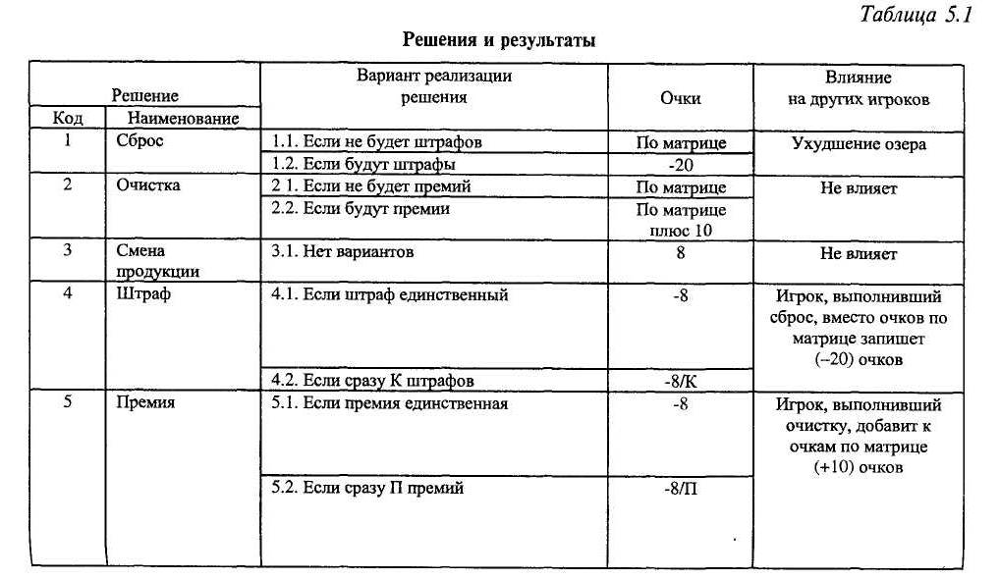 Таблица 5.1
Решения и результаты
Решение
Вариант реализации
решения
Очки
Влияние
на других игроков
Код
Наименование
1
Сброс
1.1. Если не будет штрафов
По матрице
Ухудшение озера
1.2. Если будут штрафы
-20
2
Очистка
2 1. Если не будет премий
По матрице
Не влияет
2.2. Если будут премии
По матрице
плюс 10
3
Смена
продукции
3.1. Нет вариантов
8
Не влияет
4
Штраф
4.1. Если штраф единственный
-8
Игрок, выполнивший
сброс, вместо очков по
матрице запишет
(–20) очков
4.2. Если сразу К штрафов
-8/К
5
Премия
5.1. Если премия единственная
-8
Игрок, выполнивший
очистку, добавит к
очкам по матрице
(+10) очков
5.2. Если сразу П премий
-8/П